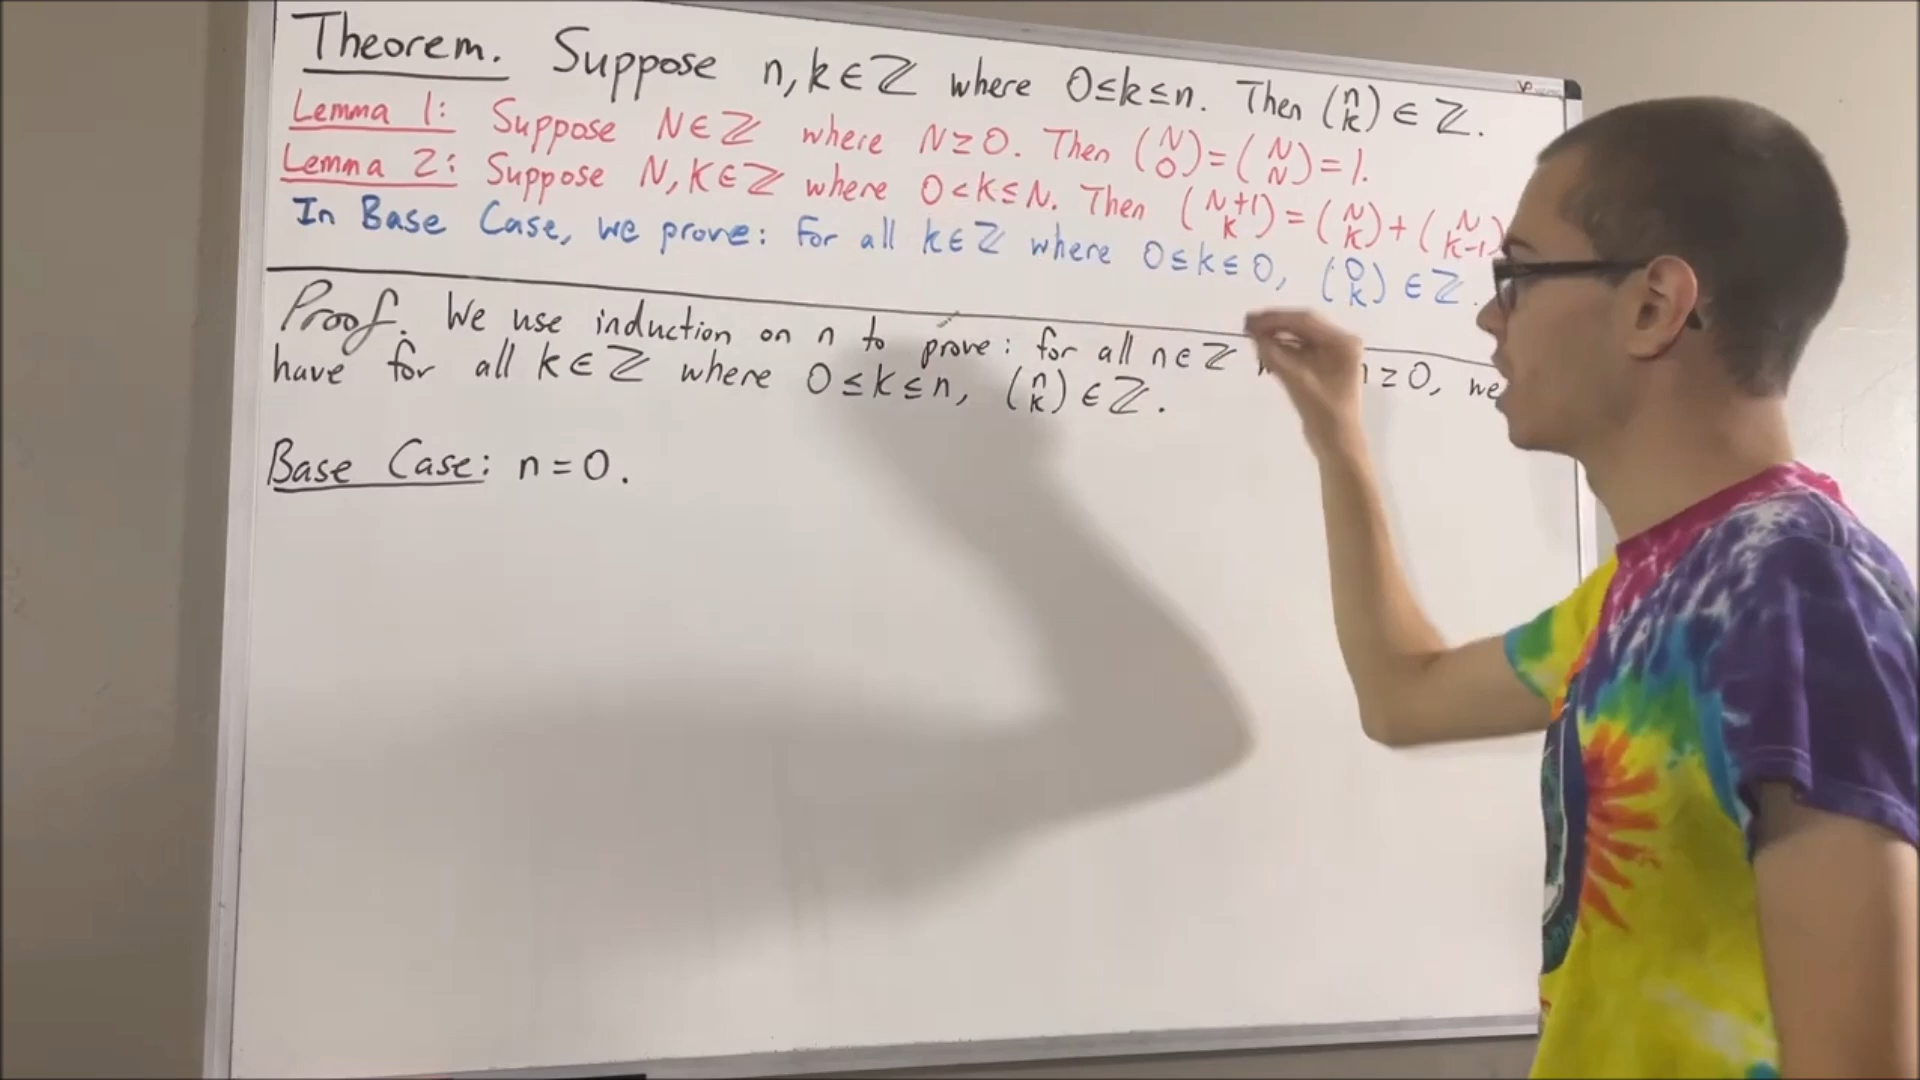 Theorem. Suppose n, k ∈ ℤ where 0 ≤ k ≤ n. Then (n k) ∈ ℤ.
Lemma 1: Suppose N ∈ ℤ where N ≥ 0. Then (N 0) = (N N) = 1.
Lemma 2: Suppose N, K ∈ ℤ where 0 < K ≤ N. Then (N+1 K) = (N K) + (N K-1)
In Base Case, we prove: For all k ∈ ℤ where 0 ≤ k ≤ 0, (0 k) ∈ ℤ.
Proof. We use induction on n to prove: for all n ∈ ℤ ≥ 0, we
have for all k ∈ ℤ where 0 ≤ k ≤ n, (n k) ∈ ℤ.
Base Case: n = 0.